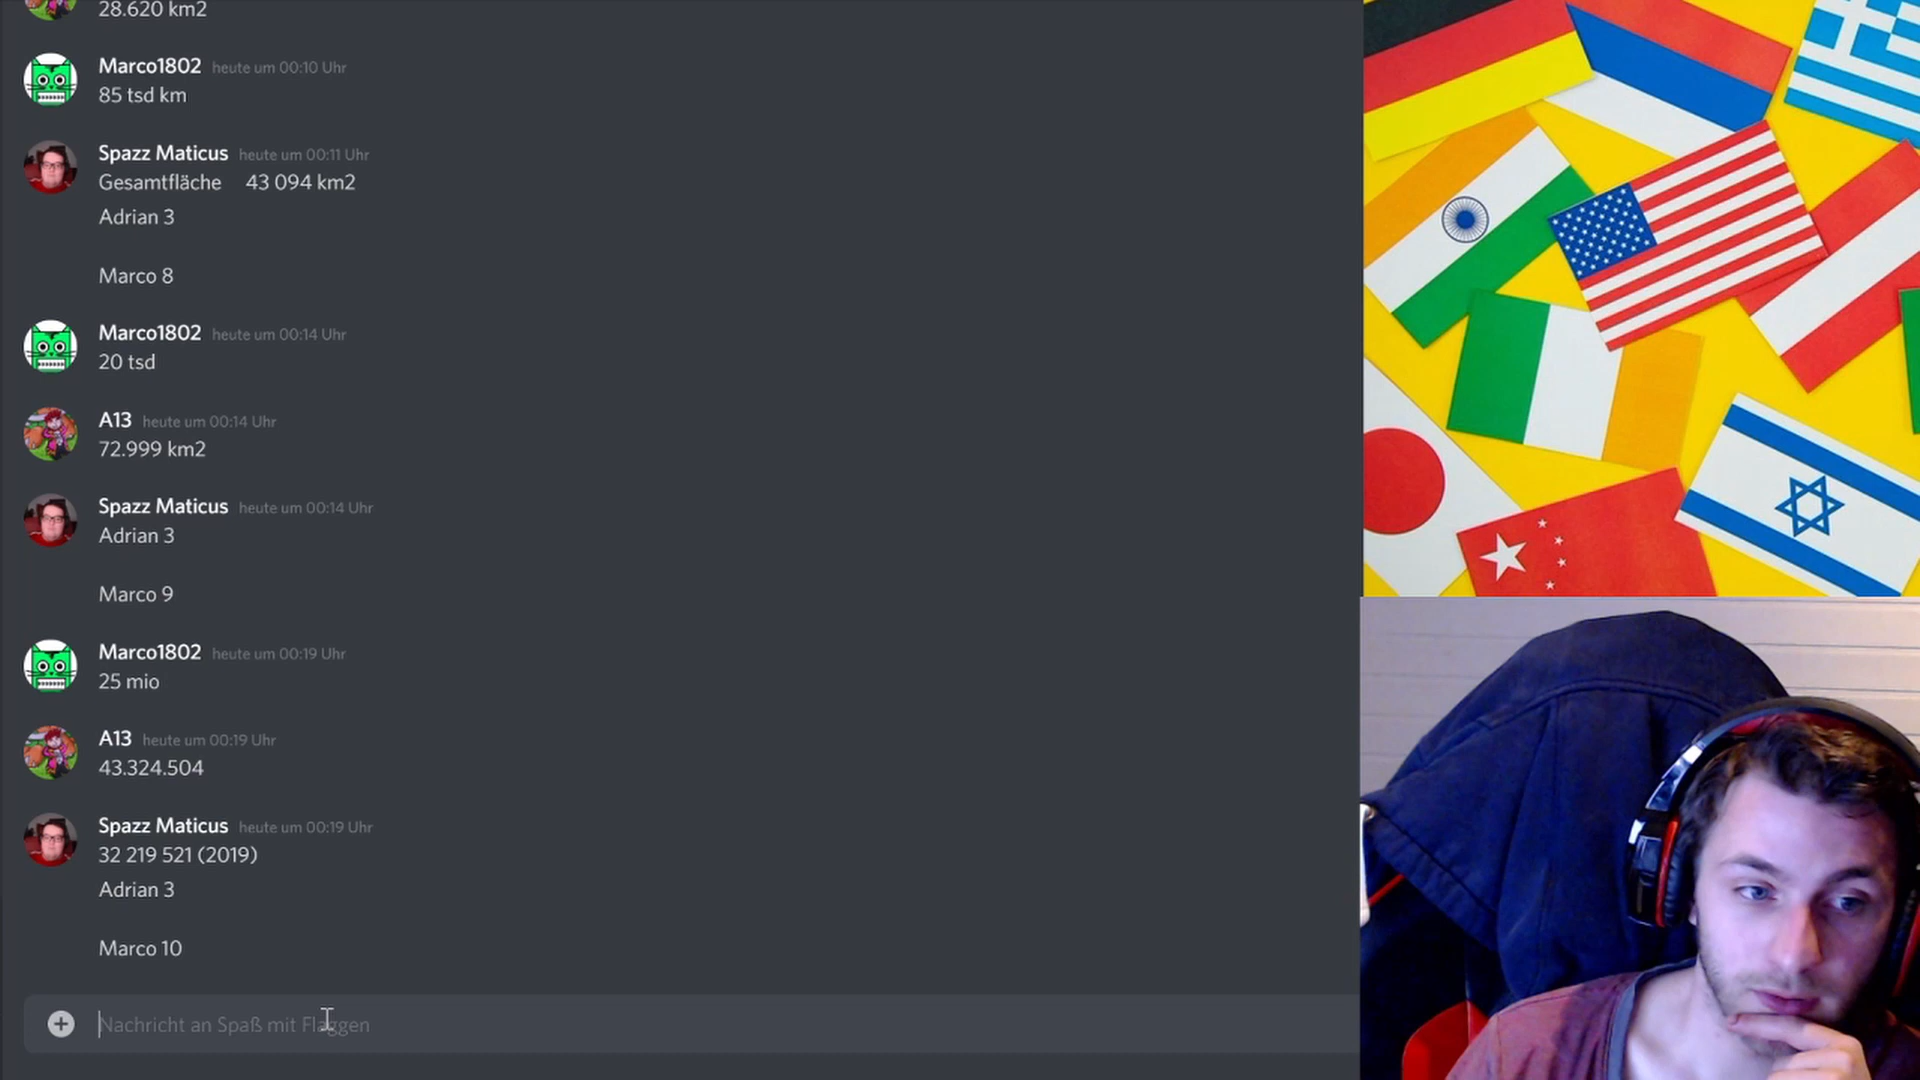 28.620 km2
Marco1802 heute um 00:10 Uhr
85 tsd km
Spazz Maticus heute um 00:11 Uhr
Gesamtfläche 43 094 km2
Adrian 3
Marco 8
Marco1802 heute um 00:14 Uhr
20 tsd
A13 heute um 00:14 Uhr
72.999 km2
Spazz Maticus heute um 00:14 Uhr
Adrian 3
Marco 9
Marco1802 heute um 00:19 Uhr
25 mio
A13 heute um 00:19 Uhr
43.324.504
Spazz Maticus heute um 00:19 Uhr
32 219 521 (2019)
Adrian 3
Marco 10
Nachricht an Spaß mit Flaggen